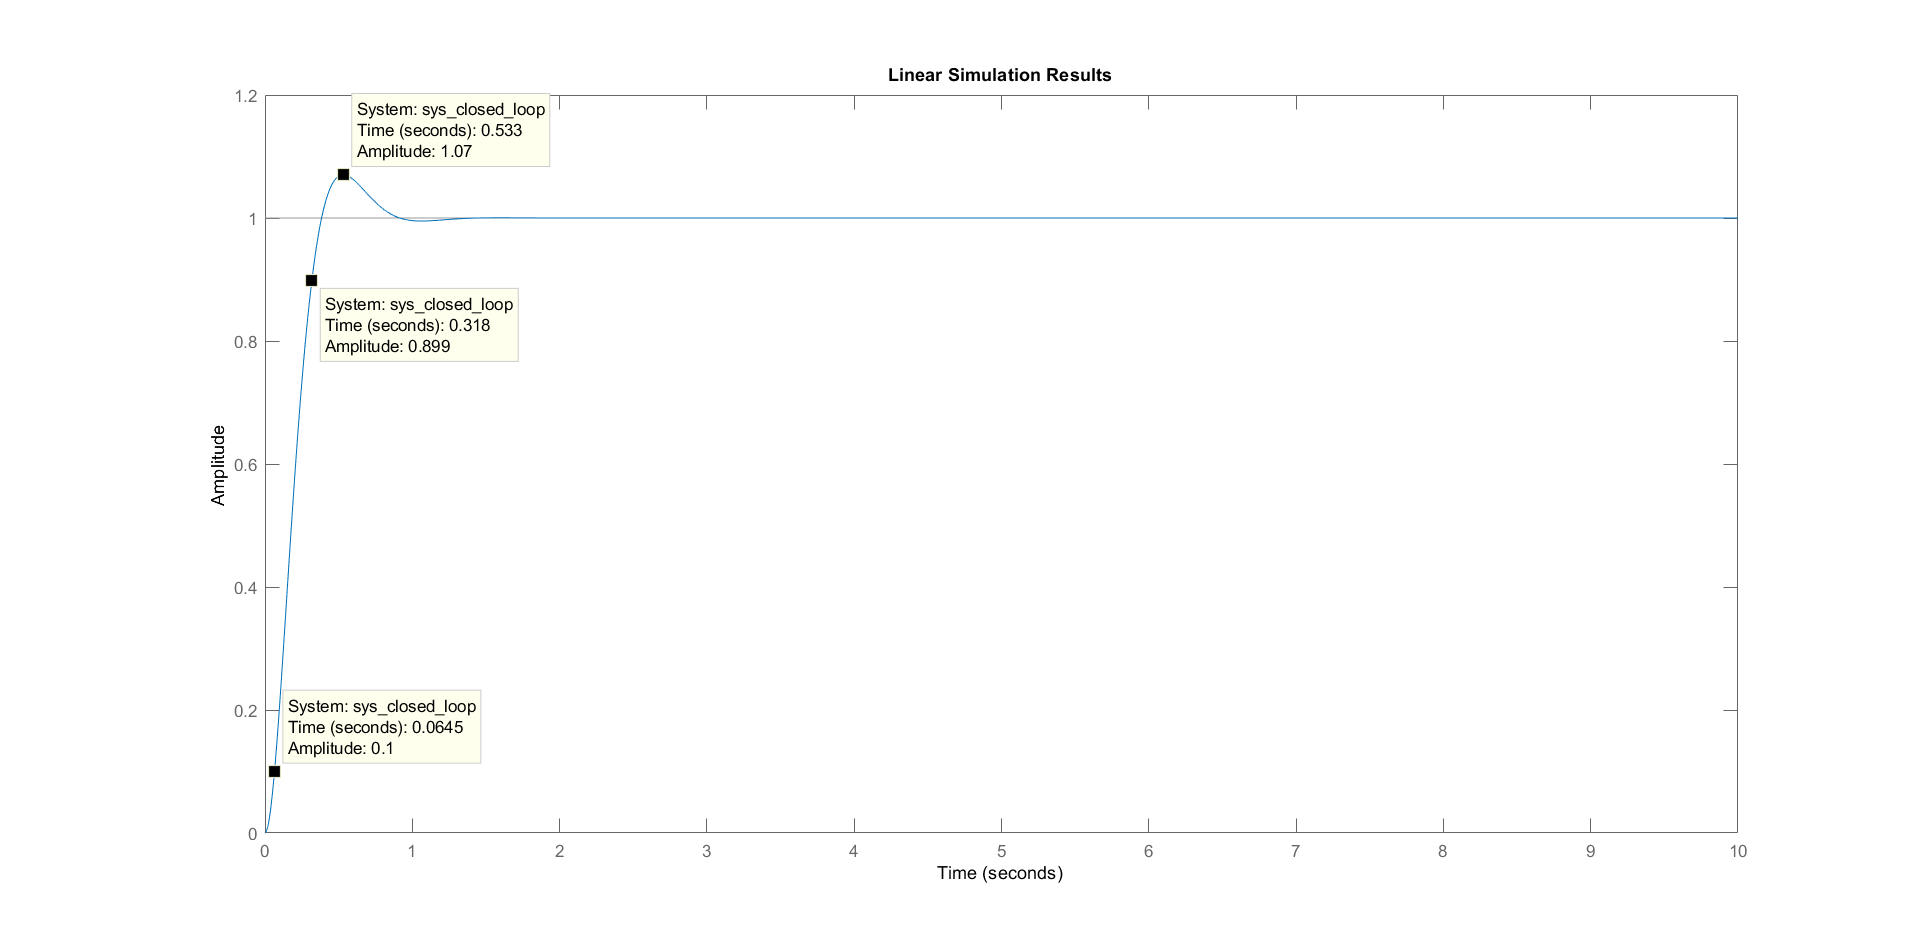 Linear Simulation Results
System: sys_closed_loop
Time (seconds): 0.533
Amplitude: 1.07
System: sys_closed_loop
Time (seconds): 0.318
Amplitude: 0.899
System: sys_closed_loop
Time (seconds): 0.0645
Amplitude: 0.1
Amplitude
1.2
1
0.8
0.6
0.4
0.2
0
0 1 2 3 4 5 6 7 8 9 10
Time (seconds)